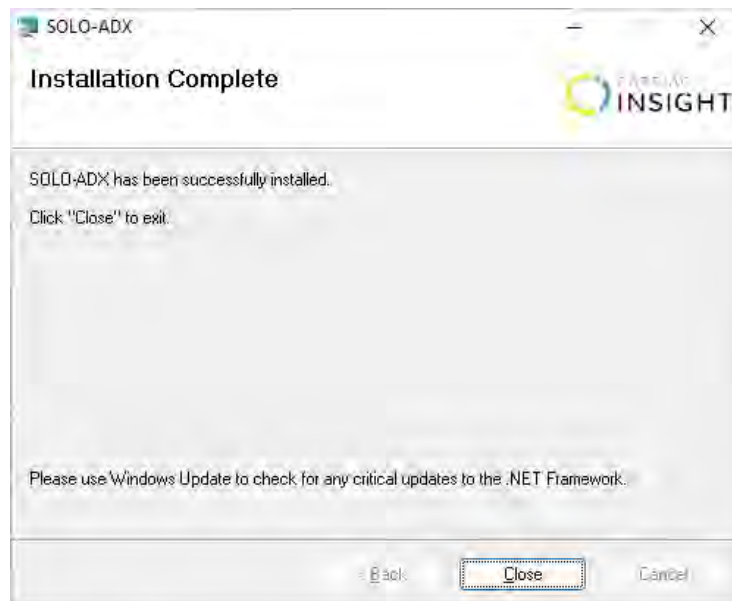 SOLO-ADX
Installation Complete
INSIGHT
SOLO-ADX has been successfully installed.
Click "Close" to exit.
Please use Windows Update to check for any critical updates to the .NET Framework.
Back
Close
Cancel